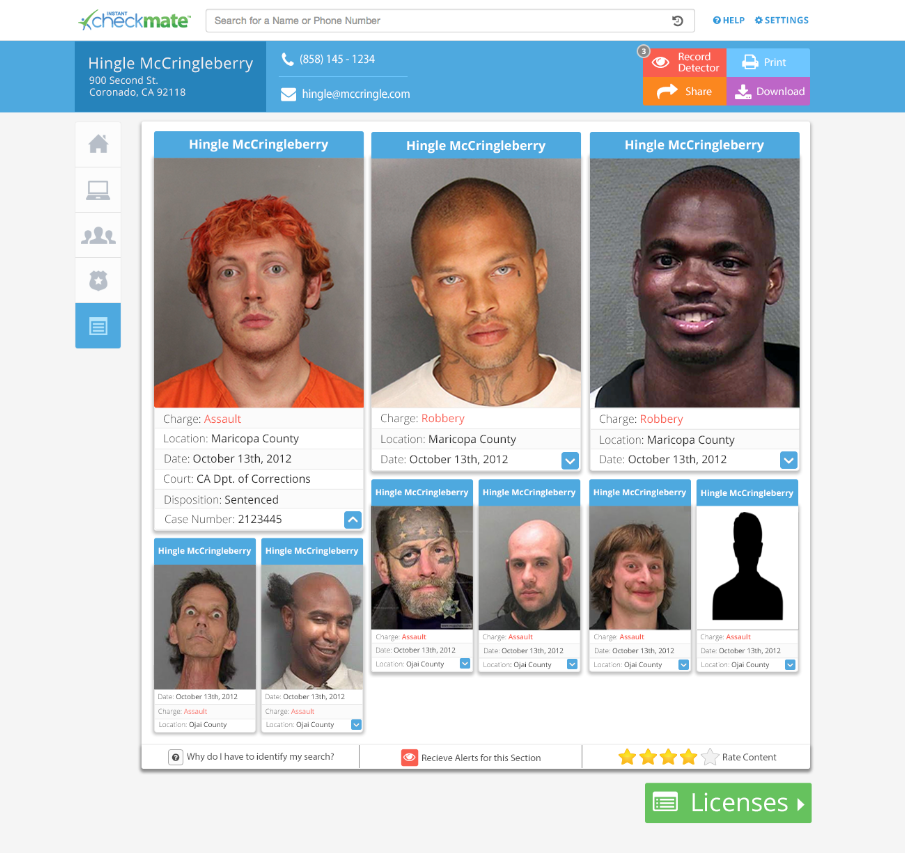 INSTANT
checkmate
Search for a Name or Phone Number
HELP
SETTINGS
Hingle McCringleberry
900 Second St.
Coronado, CA 92118
(858) 145 - 1234
hingle@mccringle.com
3
Record
Detector
Print
Share
Download
Hingle McCringleberry
Charge: Assault
Location: Maricopa County
Date: October 13th, 2012
Court: CA Dpt. of Corrections
Disposition: Sentenced
Case Number: 2123445
Hingle McCringleberry
Charge: Robbery
Location: Maricopa County
Date: October 13th, 2012
Hingle McCringleberry
Charge: Robbery
Location: Maricopa County
Date: October 13th, 2012
Hingle McCringleberry
Date: October 13th, 2012
Charge: Assault
Location: Ojai County
Hingle McCringleberry
Date: October 13th, 2012
Charge: Assault
Location: Ojai County
Hingle McCringleberry
Charge: Assault
Date: October 13th, 2012
Location: Ojai County
Hingle McCringleberry
Charge: Assault
Date: October 13th, 2012
Location: Ojai County
Hingle McCringleberry
Charge: Assault
Date: October 13th, 2012
Location: Ojai County
Hingle McCringleberry
Charge: Assault
Date: October 13th, 2012
Location: Ojai County
Why do I have to identify my search?
Recieve Alerts for this Section
Rate Content
Licenses